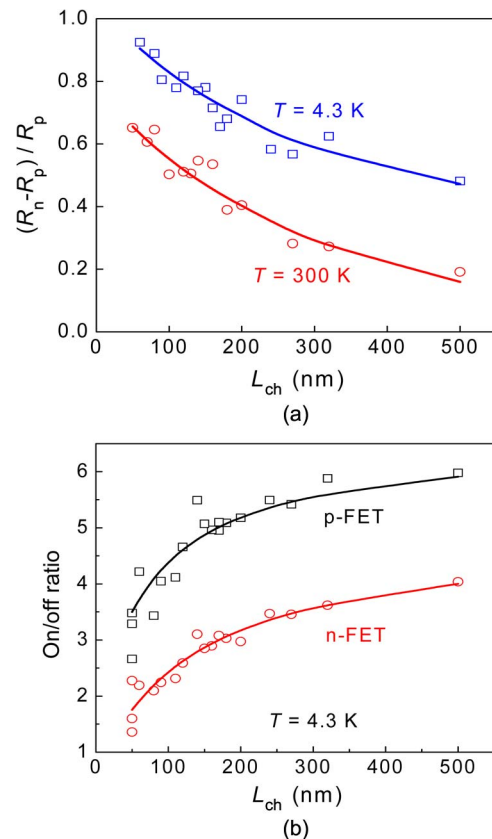 1.0
0.8
0.6
0.4
0.2
0.0
(Rn-Rp) / Rp
T = 4.3 K
T = 300 K
0 100 200 300 400 500
Lch (nm)
(a)
6
5
4
3
2
1
On/off ratio
p-FET
n-FET
T = 4.3 K
0 100 200 300 400 500
Lch (nm)
(b)